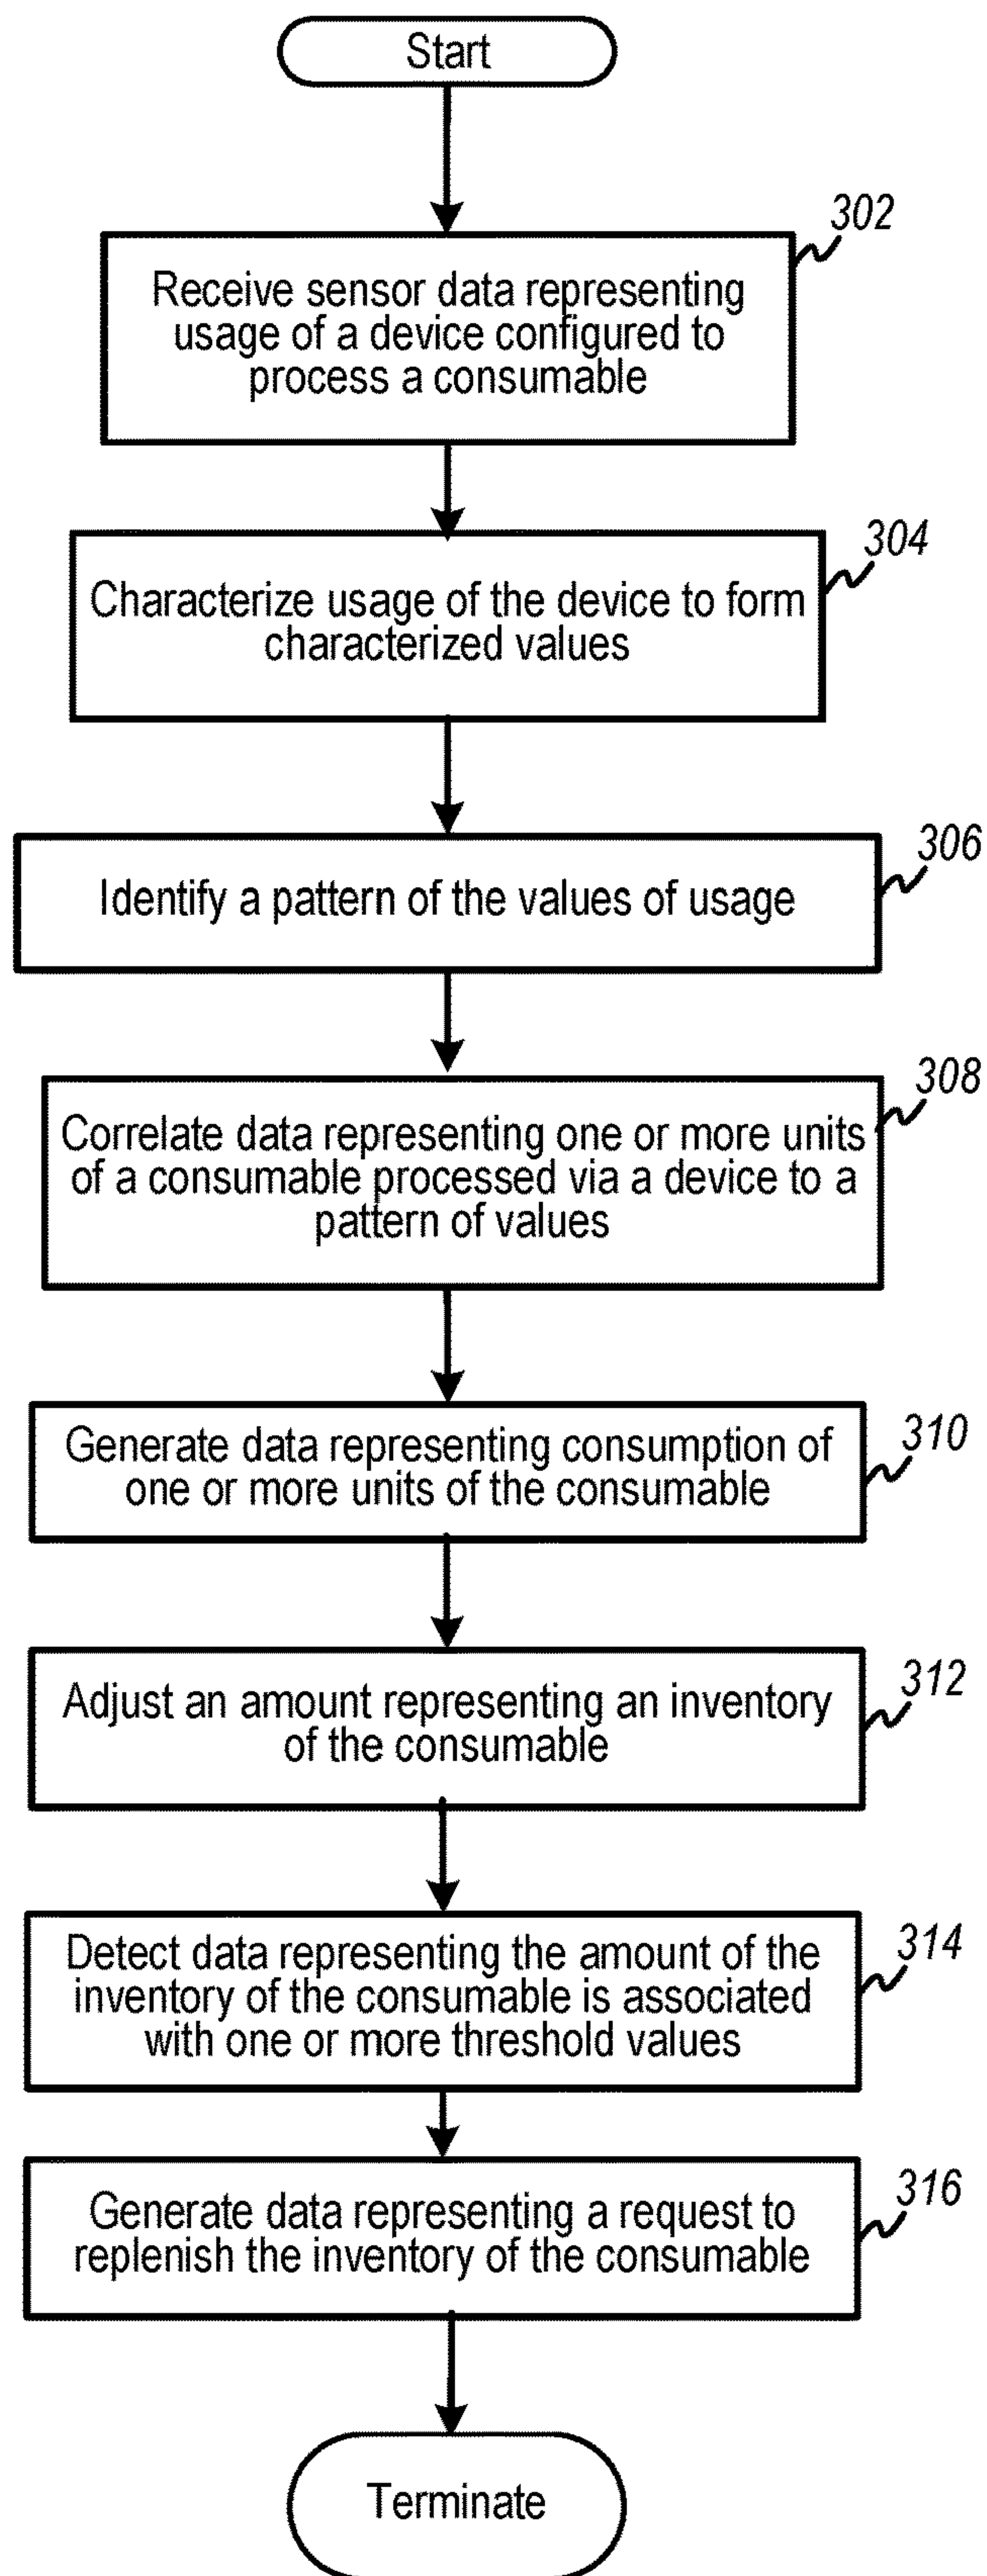 Start
302
Receive sensor data representing
usage of a device configured to
process a consumable
304
Characterize usage of the device to form
characterized values
306
Identify a pattern of the values of usage
308
Correlate data representing one or more units
of a consumable processed via a device to a
pattern of values
310
Generate data representing consumption of
one or more units of the consumable
312
Adjust an amount representing an inventory
of the consumable
314
Detect data representing the amount of the
inventory of the consumable is associated
with one or more threshold values
316
Generate data representing a request to
replenish the inventory of the consumable
Terminate